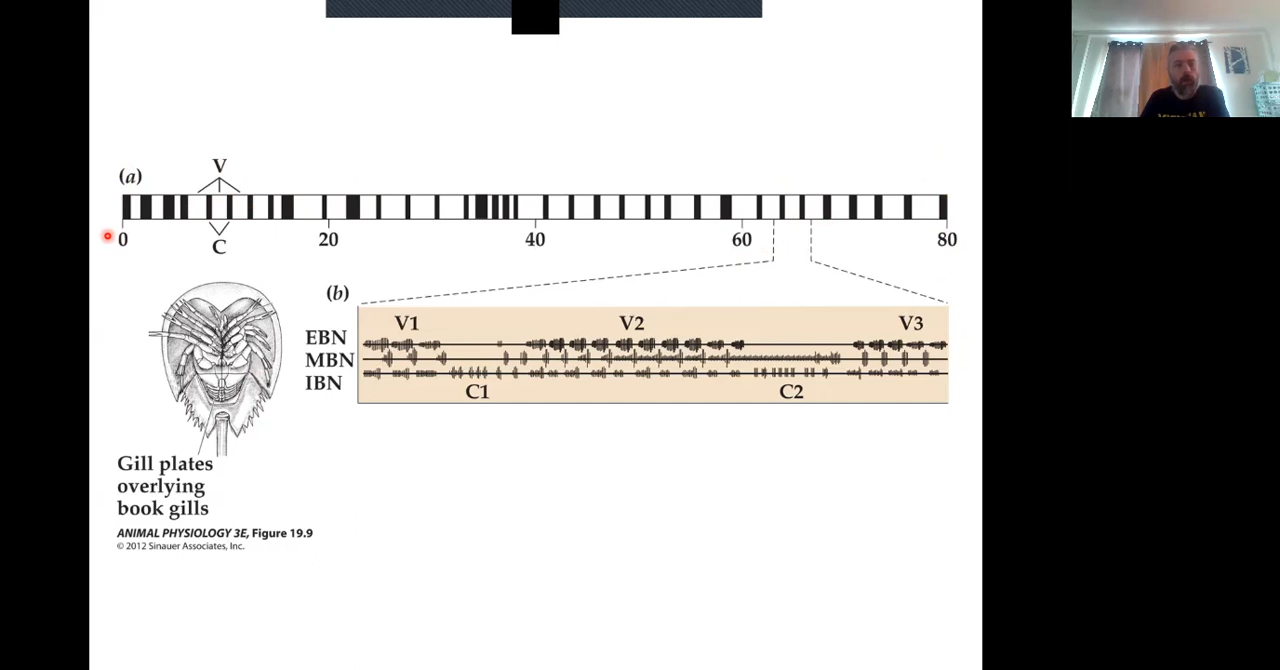 V
(a)
0 20 40 60 80
C
(b)
V1 V2 V3
EBN
MBN
IBN
C1 C2
Gill plates
overlying
book gills
ANIMAL PHYSIOLOGY 3E, Figure 19.9
© 2012 Sinauer Associates, Inc.